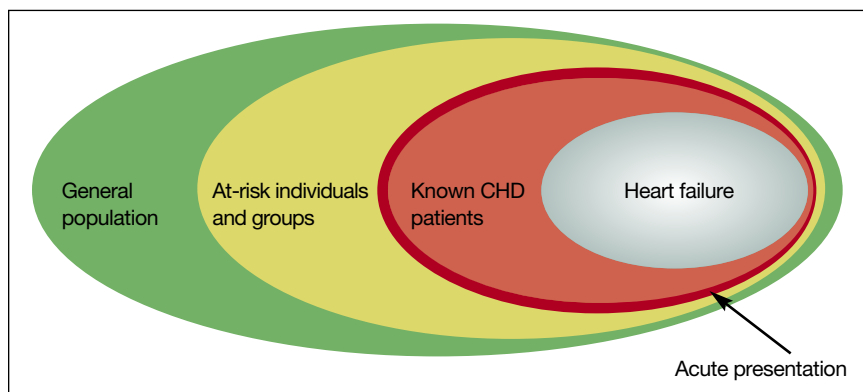 General
population
At-risk individuals
and groups
Known CHD
patients
Heart failure
Acute presentation